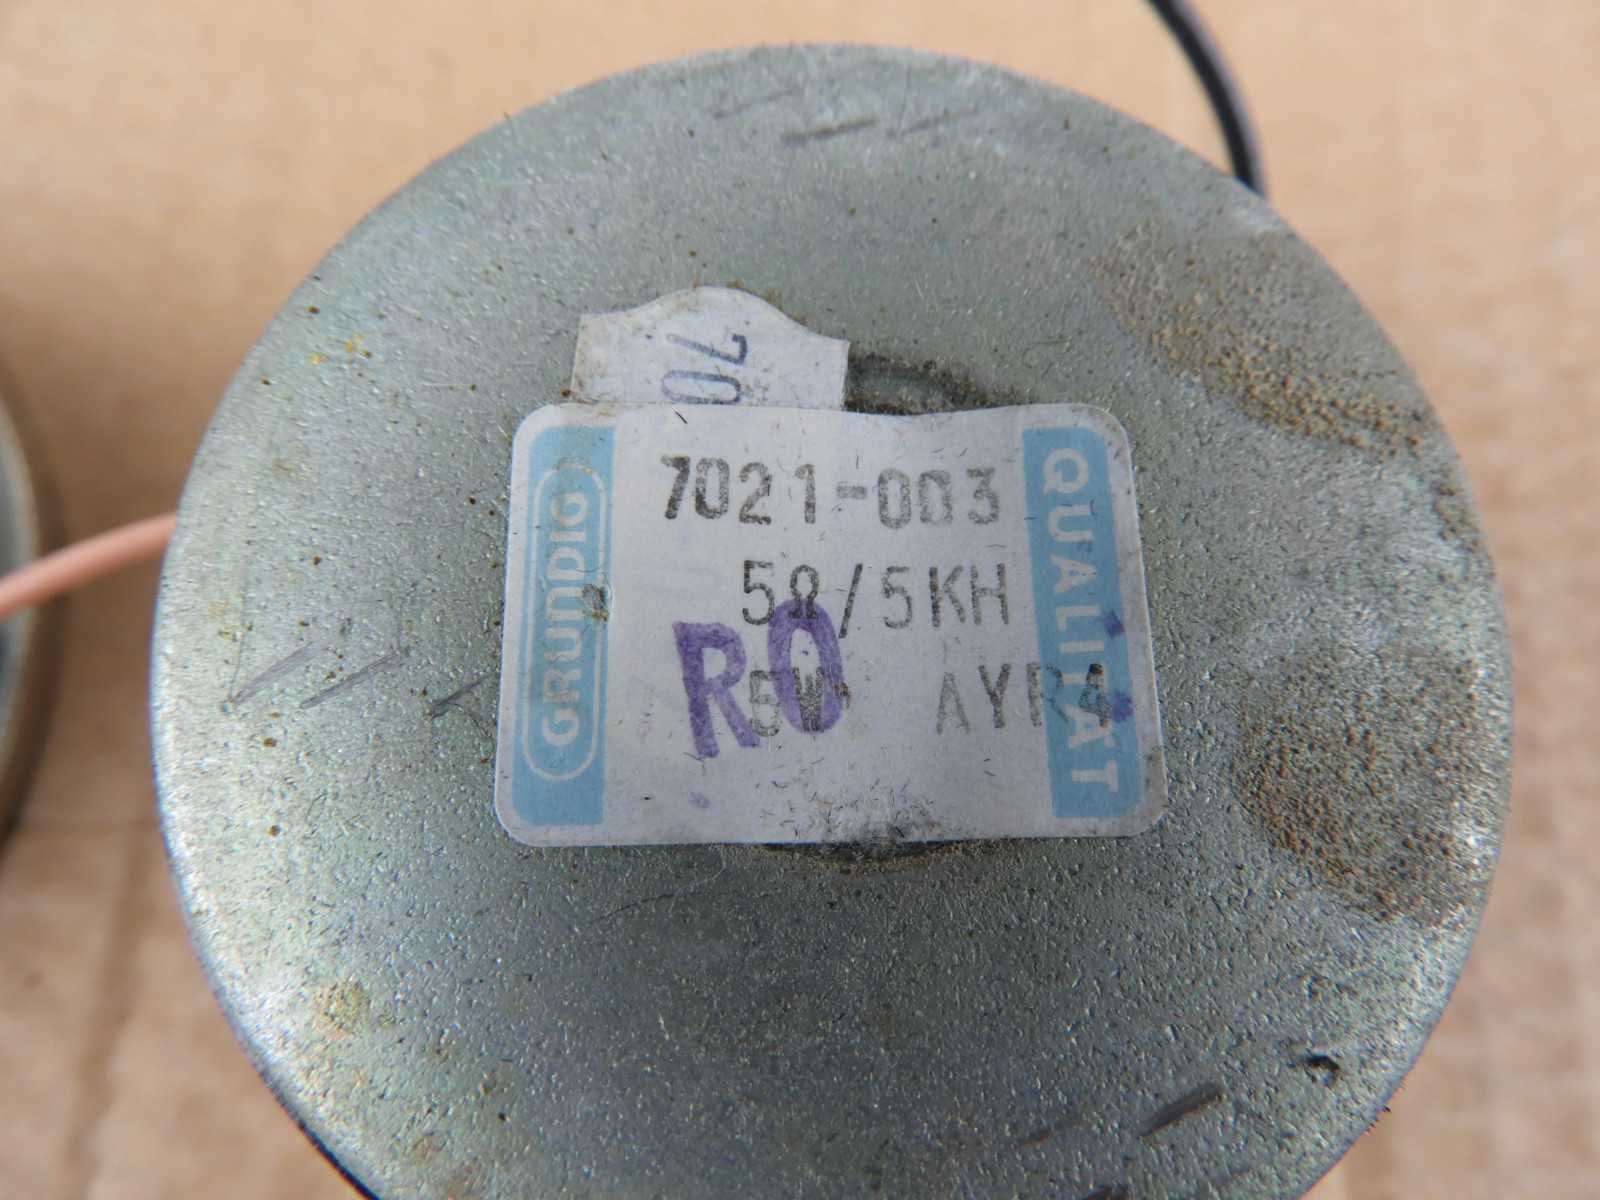 70
GRUNDIG
7021-003
5Ω/5KH
RO
AYR4
QUALITÄT